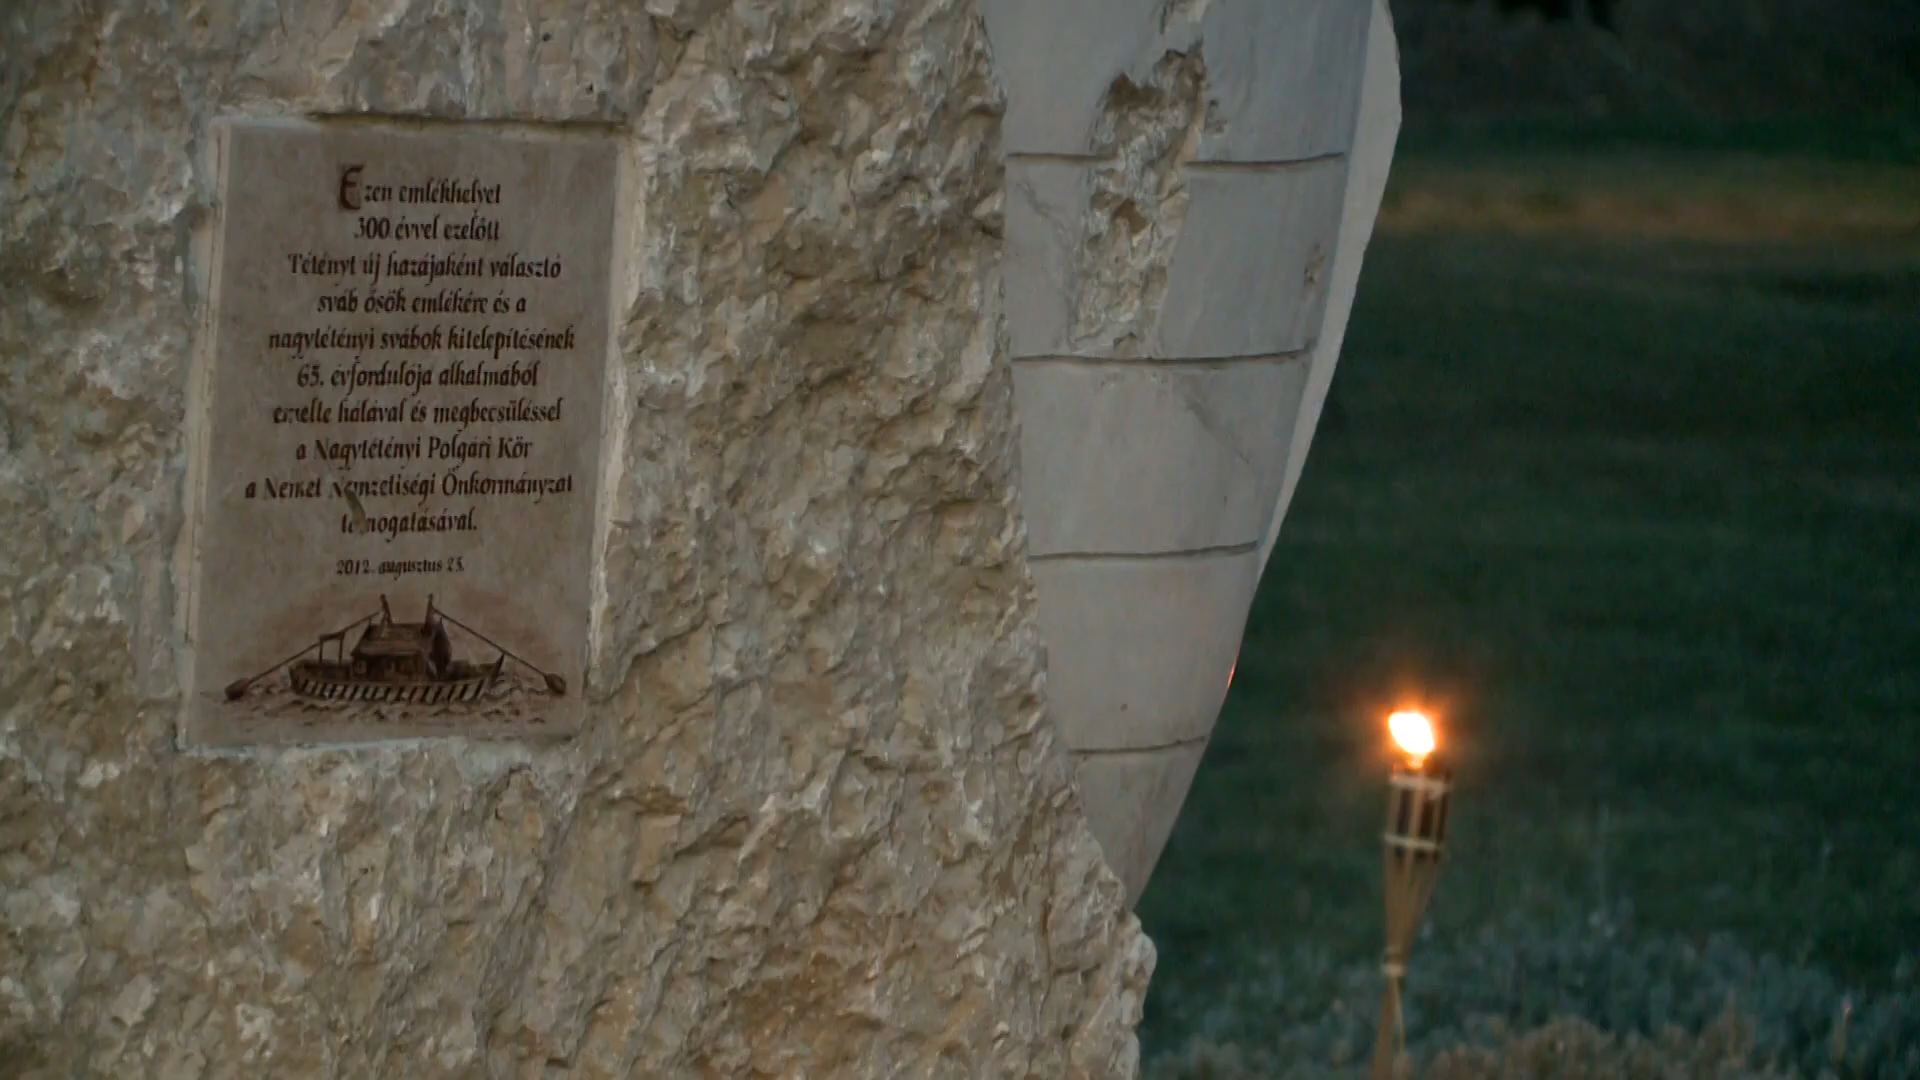 Ezen emlékhelyet
300 évvel ezelőtt
Tétényt új hazájaként választó
sváb ősök emlékére és a
nagytétényi svábok kitelepítésének
65. évfordulója alkalmából
emelte hálával és megbecsüléssel
a Nagytétényi Polgári Kör
a Német Nemzetiségi Önkormányzat
támogatásával.
2012. augusztus 25.